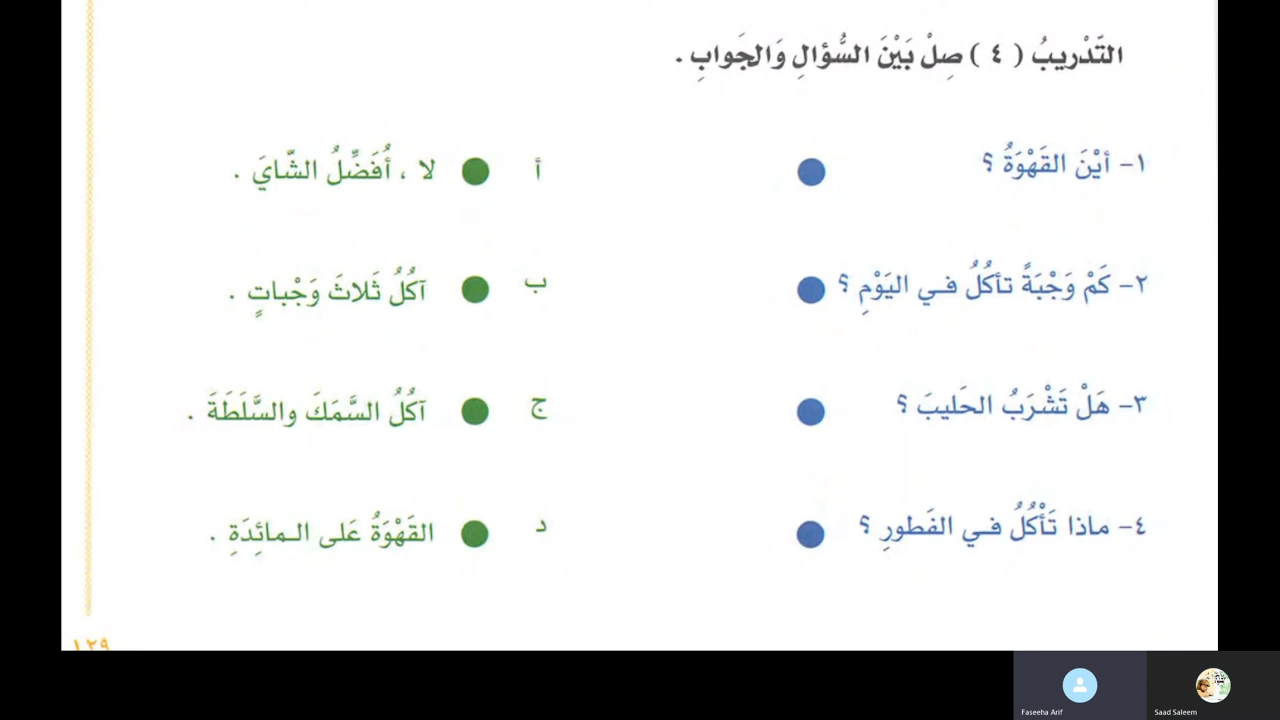 التَّدْريبُ ( ٤ ) صِلْ بَيْنَ السُّؤالِ وَالجَوابِ .
١- أيْنَ القَهْوَةُ ؟
أ لا ، أُفَضِّلُ الشّايَ .
٢- كَمْ وَجْبَةً تأكُلُ في اليَوْمِ ؟
ب آكُلُ ثَلاثَ وَجْباتٍ .
٣- هَلْ تَشْرَبُ الحَليبَ ؟
ج آكُلُ السَّمَكَ والسَّلَطَةَ .
٤- ماذا تَأْكُلُ في الفَطورِ ؟
د القَهْوَةُ عَلى المائِدَةِ .
١٢٩
Faseeha Arif
Saad Saleem